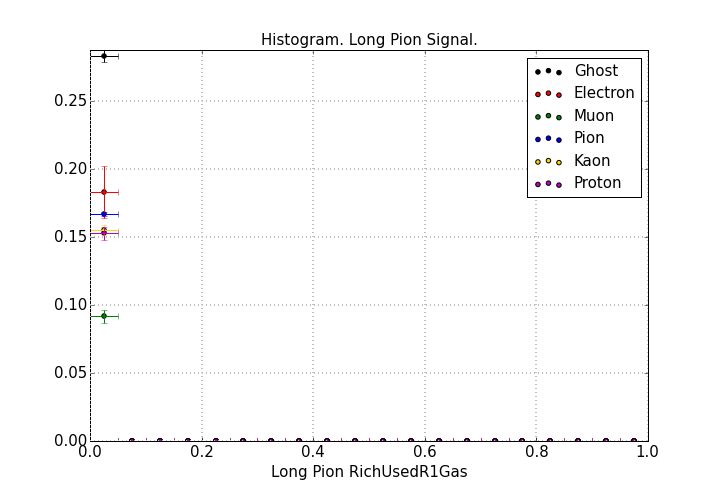 Histogram. Long Pion Signal.
Ghost
Electron
Muon
Pion
Kaon
Proton
0.25
0.20
0.15
0.10
0.05
0.00
0.0 0.2 0.4 0.6 0.8 1.0
Long Pion RichUsedR1Gas